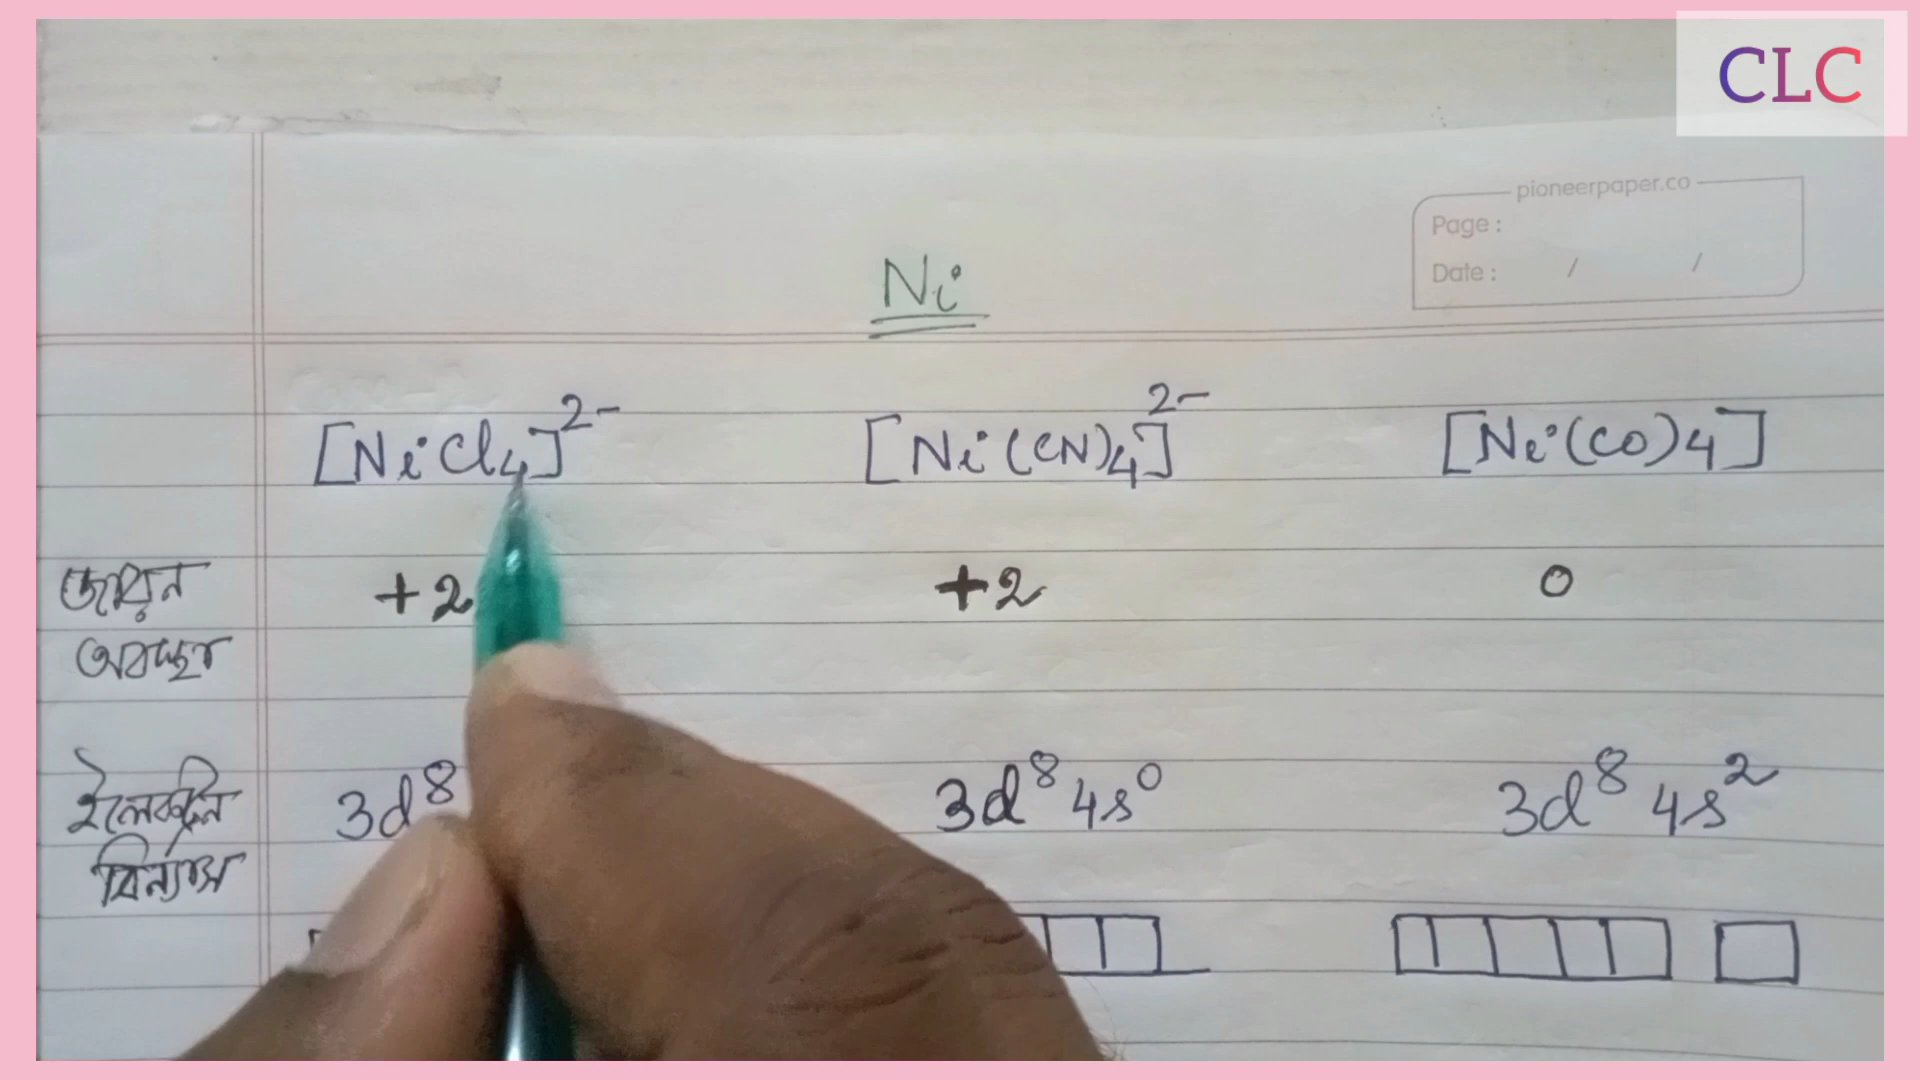 CLC
pioneerpaper.co
Page :
Date : / /
Ni
[NiCl4]²⁻ [Ni(CN)4]²⁻ [Ni(CO)4]
জারন +2 +2 0
অবস্থা
ইলেকট্রন 3d⁸ 3d⁸ 4s⁰ 3d⁸ 4s²
বিন্যাস